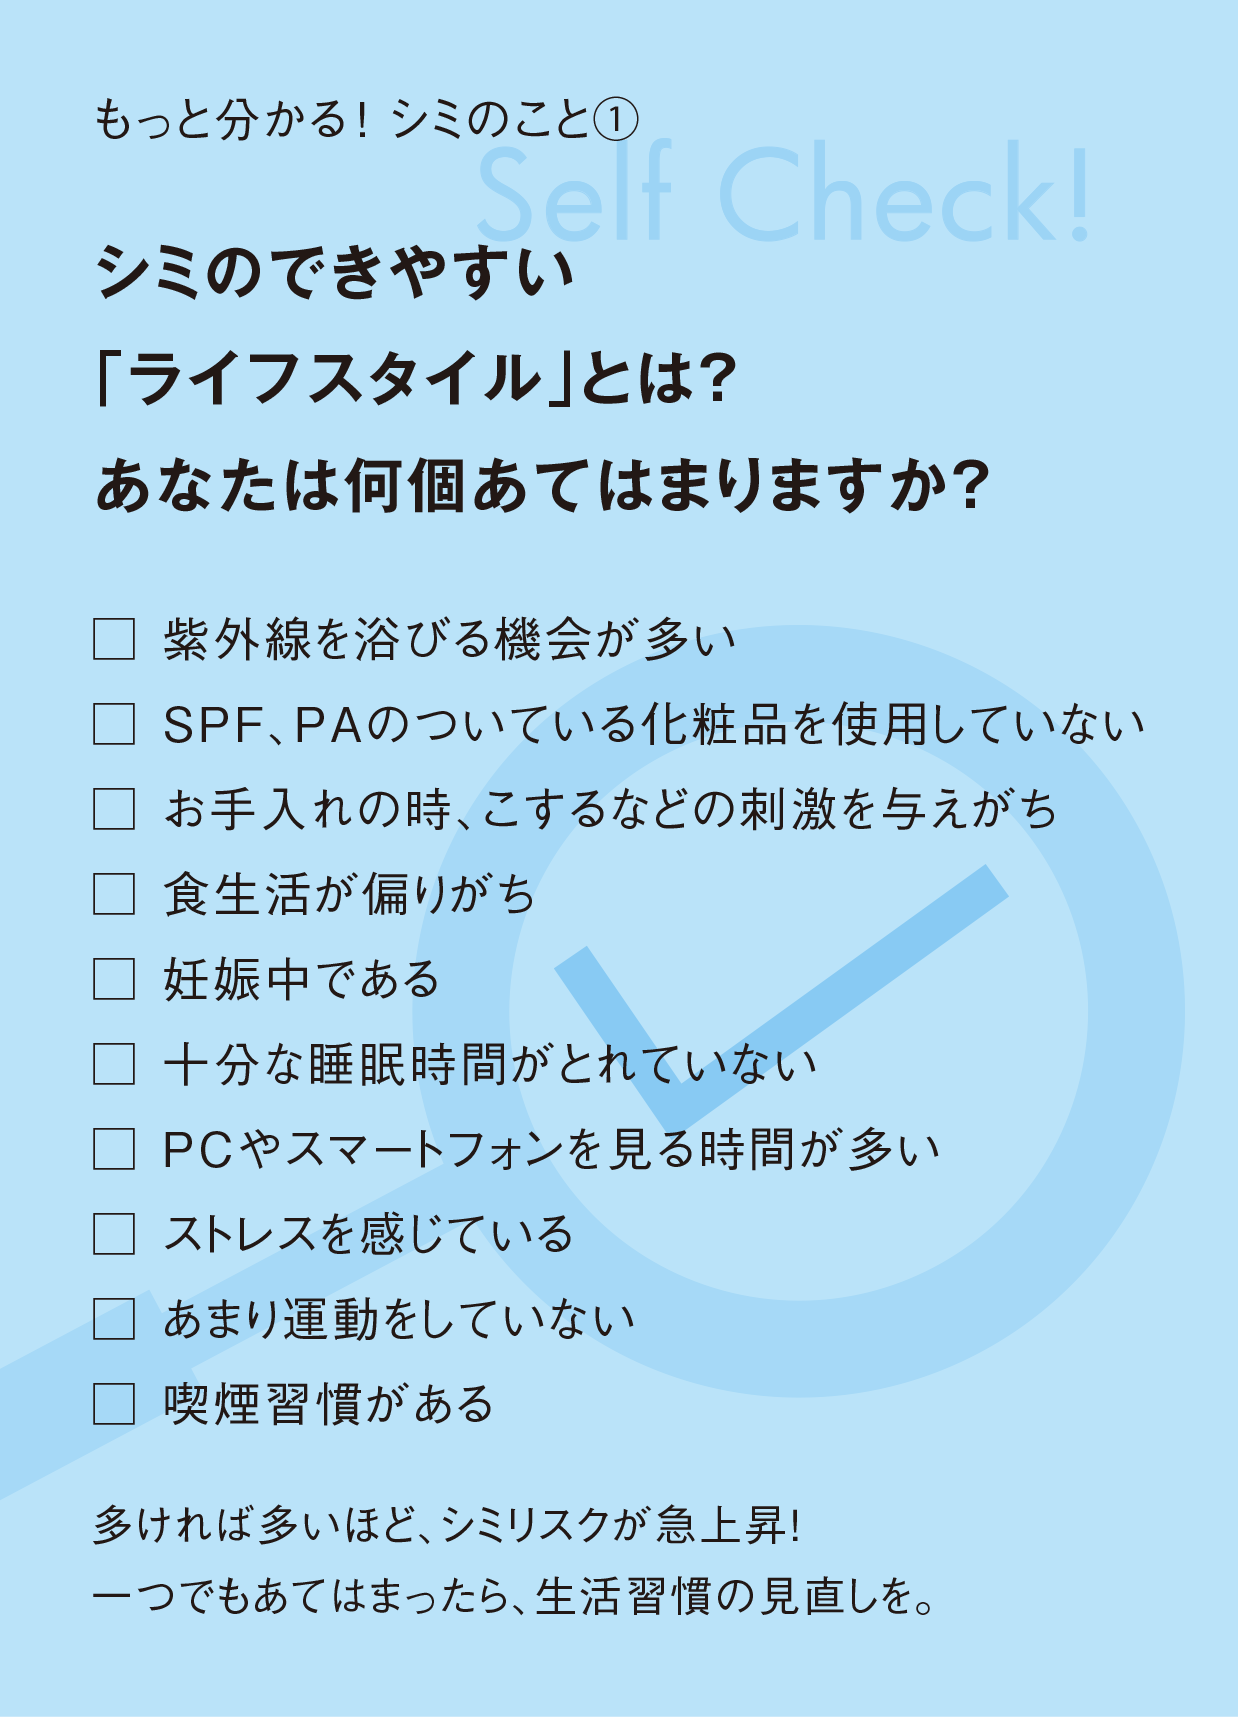 もっと分かる！ シミのこと①
Self Check!
シミのできやすい
「ライフスタイル」とは？
あなたは何個あてはまりますか？
□ 紫外線を浴びる機会が多い
□ SPF、PAのついている化粧品を使用していない
□ お手入れの時、こするなどの刺激を与えがち
□ 食生活が偏りがち
□ 妊娠中である
□ 十分な睡眠時間がとれていない
□ PCやスマートフォンを見る時間が多い
□ ストレスを感じている
□ あまり運動をしていない
□ 喫煙習慣がある
多ければ多いほど、シミリスクが急上昇！
一つでもあてはまったら、生活習慣の見直しを。